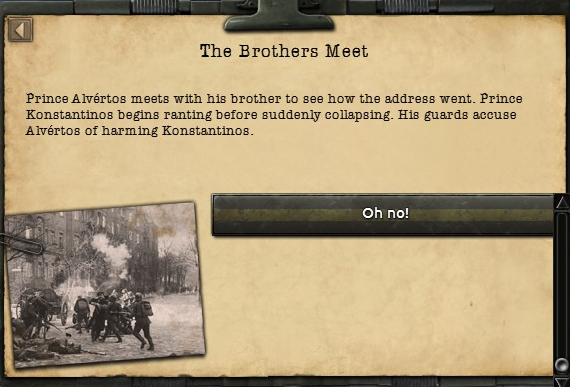 The Brothers Meet
Prince Alvértos meets with his brother to see how the address went. Prince
Konstantinos begins ranting before suddenly collapsing. His guards accuse
Alvértos of harming Konstantinos.
Oh no!